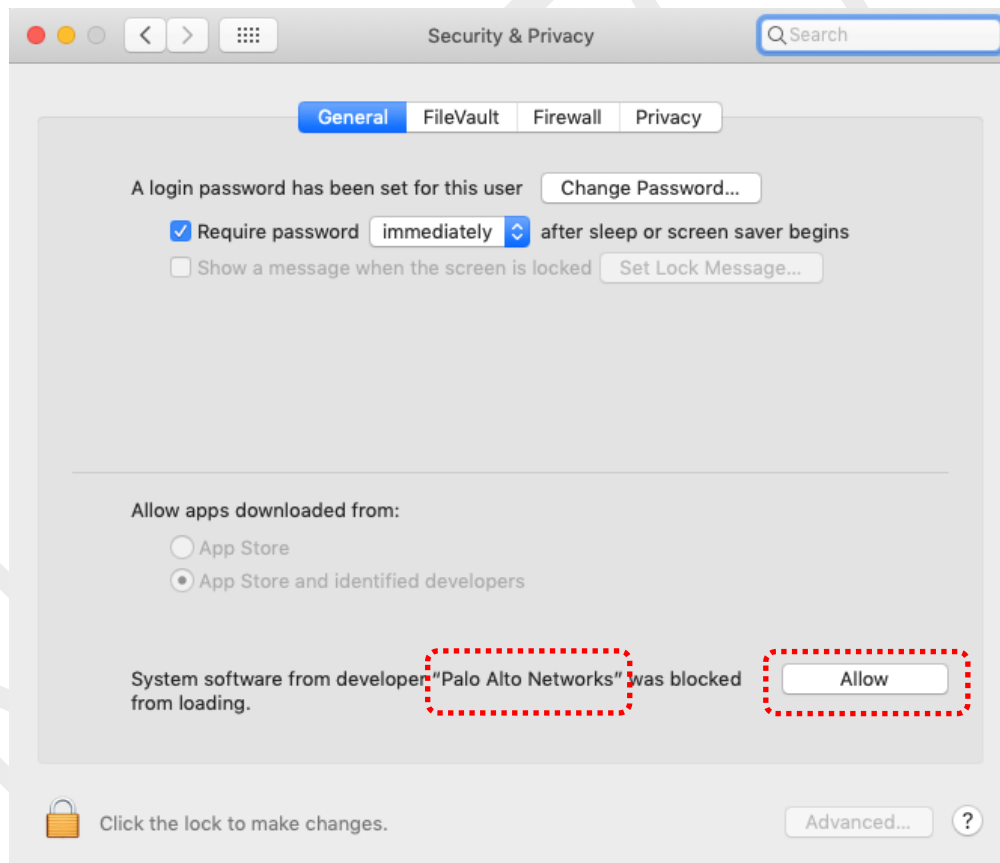 Security & Privacy
Search
General FileVault Firewall Privacy
A login password has been set for this user Change Password...
Require password immediately after sleep or screen saver begins
Show a message when the screen is locked Set Lock Message...
Allow apps downloaded from:
App Store
App Store and identified developers
System software from developer “Palo Alto Networks” was blocked Allow
from loading.
Click the lock to make changes. Advanced... ?